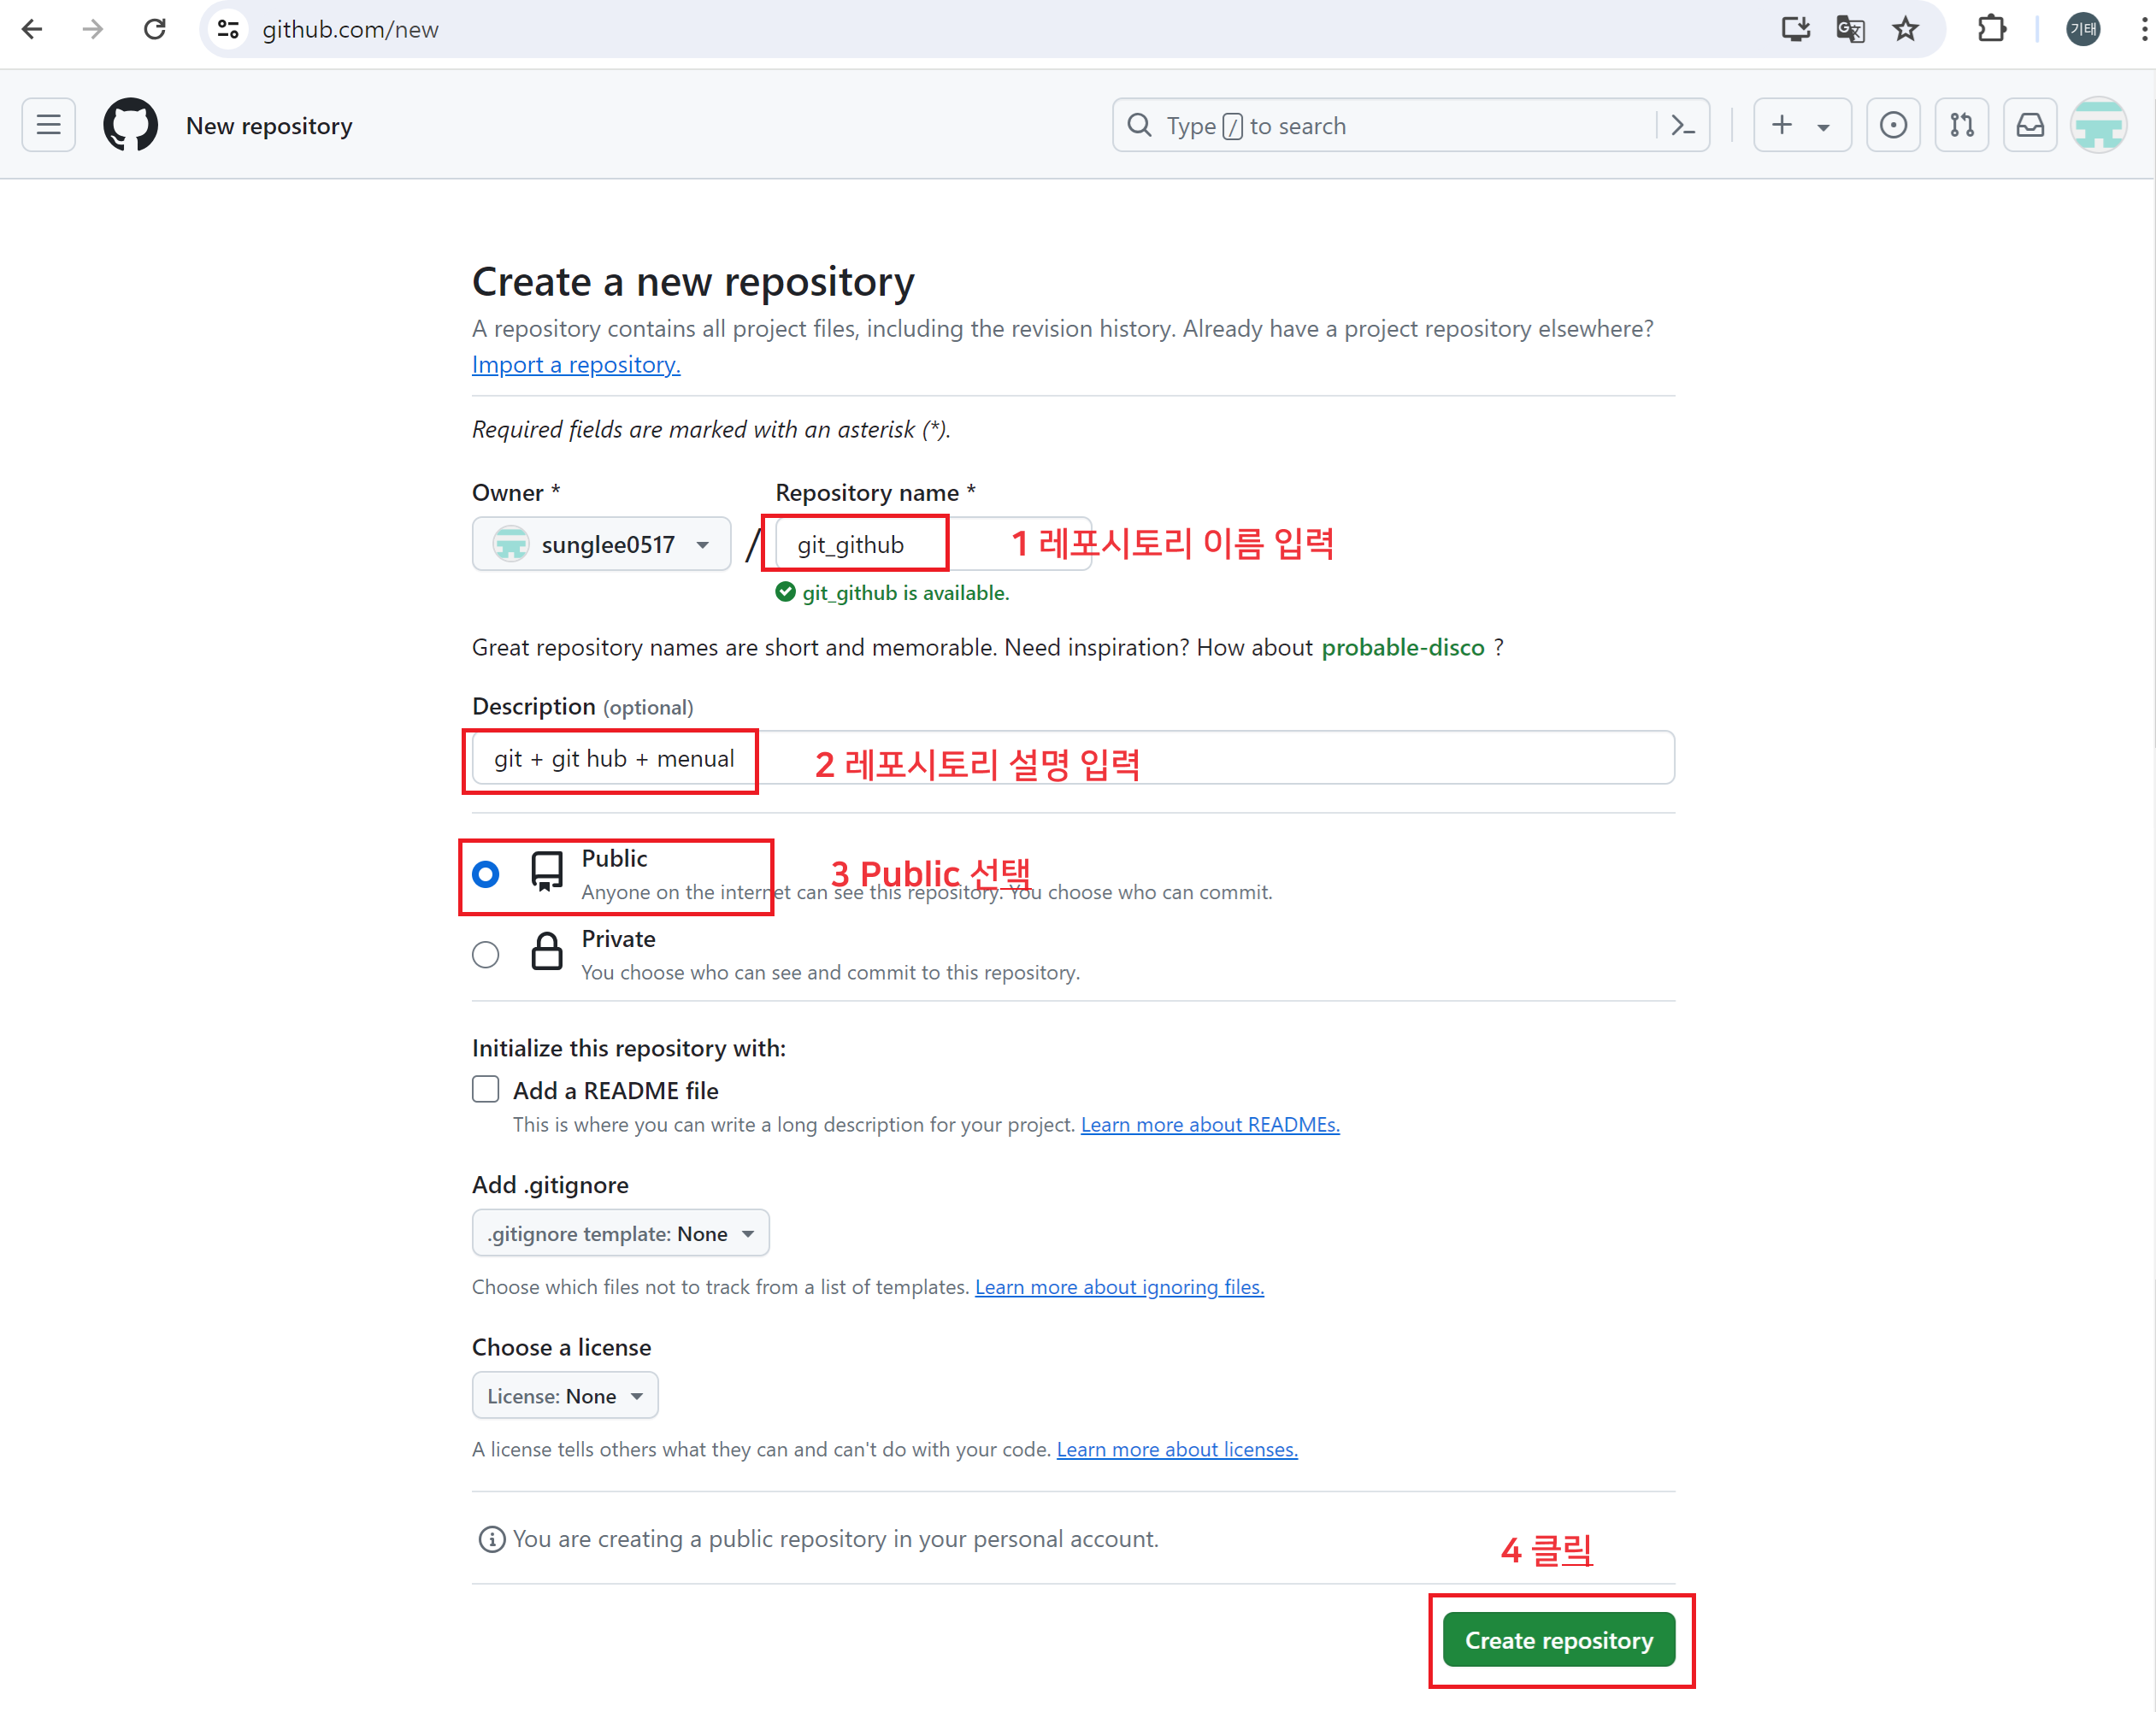 github.com/new
기태
New repository
Type / to search
Create a new repository
A repository contains all project files, including the revision history. Already have a project repository elsewhere?
Import a repository.
Required fields are marked with an asterisk (*).
Owner *
Repository name *
sunglee0517
/
git_github
1 레포시토리 이름 입력
git_github is available.
Great repository names are short and memorable. Need inspiration? How about probable-disco ?
Description (optional)
git + git hub + menual
2 레포시토리 설명 입력
Public
3 Public 선택
Anyone on the internet can see this repository. You choose who can commit.
Private
You choose who can see and commit to this repository.
Initialize this repository with:
Add a README file
This is where you can write a long description for your project. Learn more about READMEs.
Add .gitignore
.gitignore template: None
Choose which files not to track from a list of templates. Learn more about ignoring files.
Choose a license
License: None
A license tells others what they can and can't do with your code. Learn more about licenses.
You are creating a public repository in your personal account.
4 클릭
Create repository